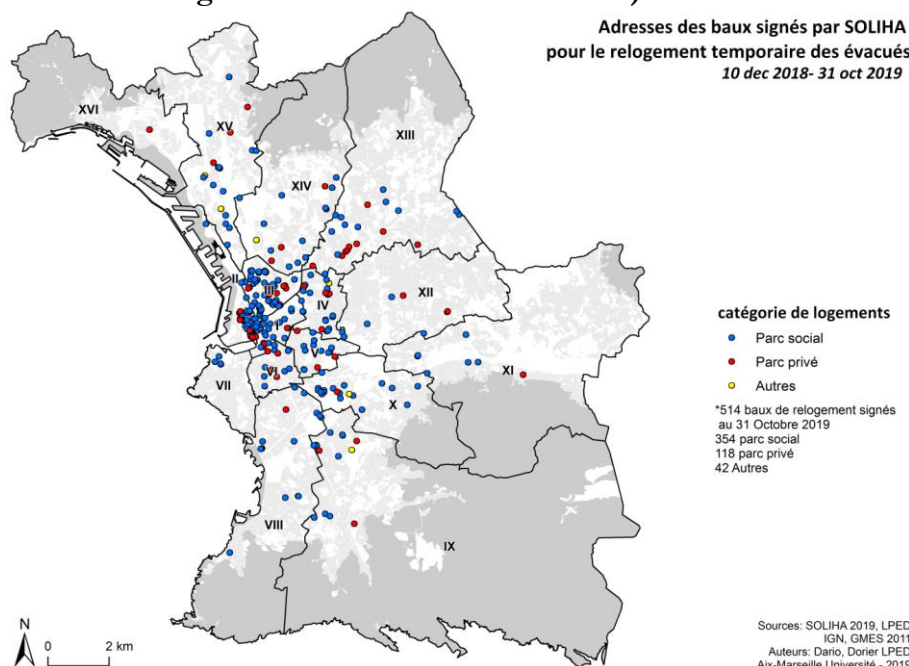 Adresses des baux signés par SOLIHA
pour le relogement temporaire des évacués
10 dec 2018- 31 oct 2019
XVI
XV
XIII
XIV
II
III
IV
XII
I
V
VI
VII
XI
X
VIII
IX
catégorie de logements
Parc social
Parc privé
Autres
*514 baux de relogement signés
au 31 Octobre 2019
354 parc social
118 parc privé
42 Autres
N
0 2 km
Sources: SOLIHA 2019, LPED
IGN, GMES 2011
Auteurs: Dario, Dorier LPED
Aix-Marseille Université - 2019